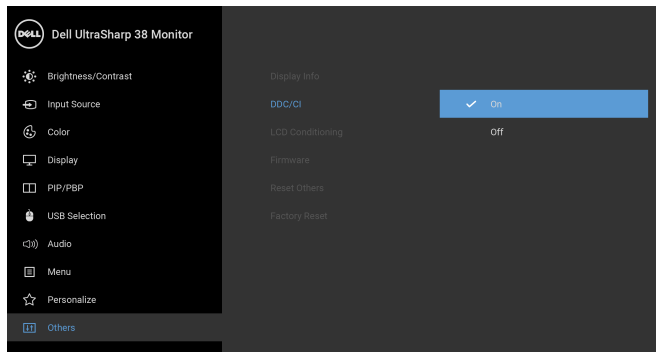 DELL Dell UltraSharp 38 Monitor
Brightness/Contrast
Input Source
Color
Display
PIP/PBP
USB Selection
Audio
Menu
Personalize
Others
Display Info
DDC/CI
LCD Conditioning
Firmware
Reset Others
Factory Reset
On
Off